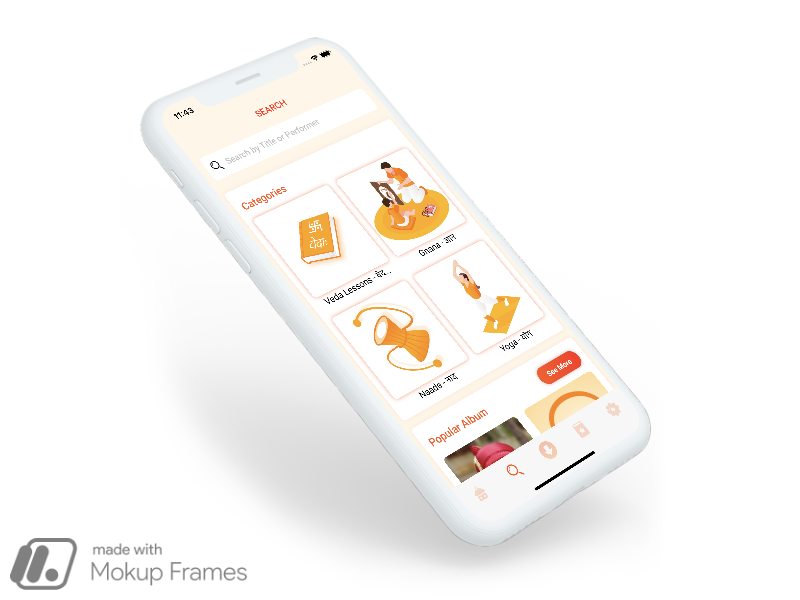 11:43
SEARCH
Search by Title or Performer
Categories
वेदाः
Veda Lessons - वेद...
Gnana - ज्ञान
Naada - नाद
Yoga - योग
See More
Popular Album
made with
Mokup Frames